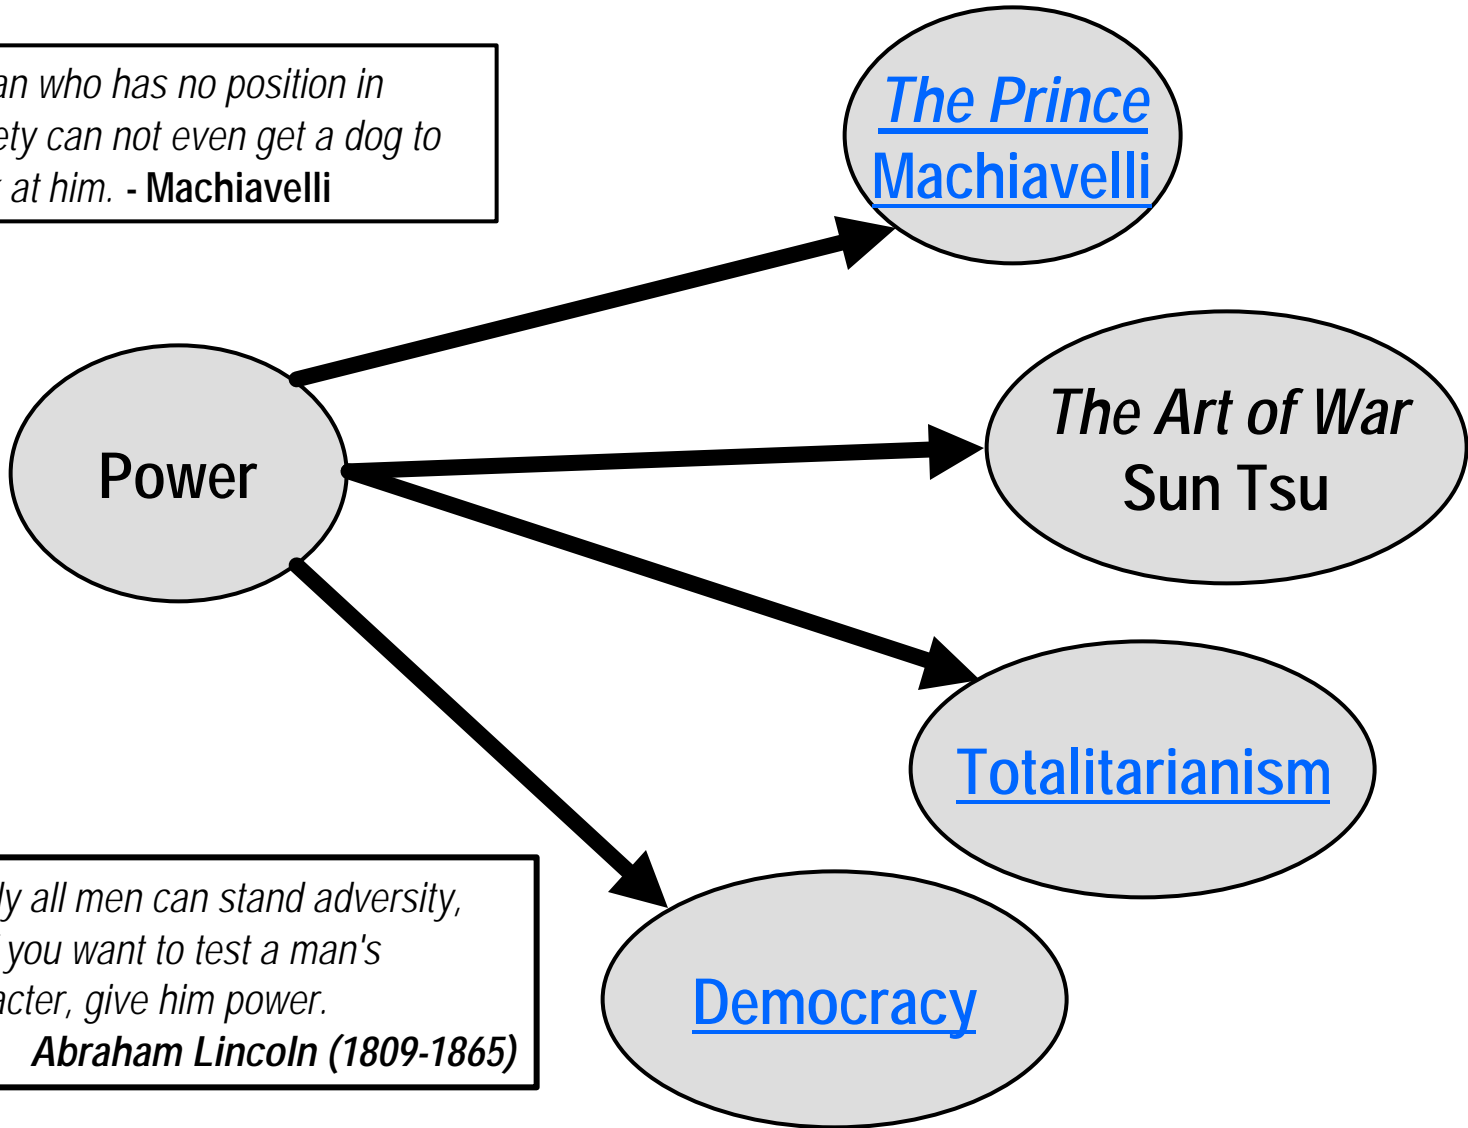 an who has no position in
ety can not even get a dog to
at him. - Machiavelli
The Prince
Machiavelli
The Art of War
Sun Tsu
Power
Totalitarianism
ly all men can stand adversity,
you want to test a man's
acter, give him power.
Abraham Lincoln (1809-1865)
Democracy